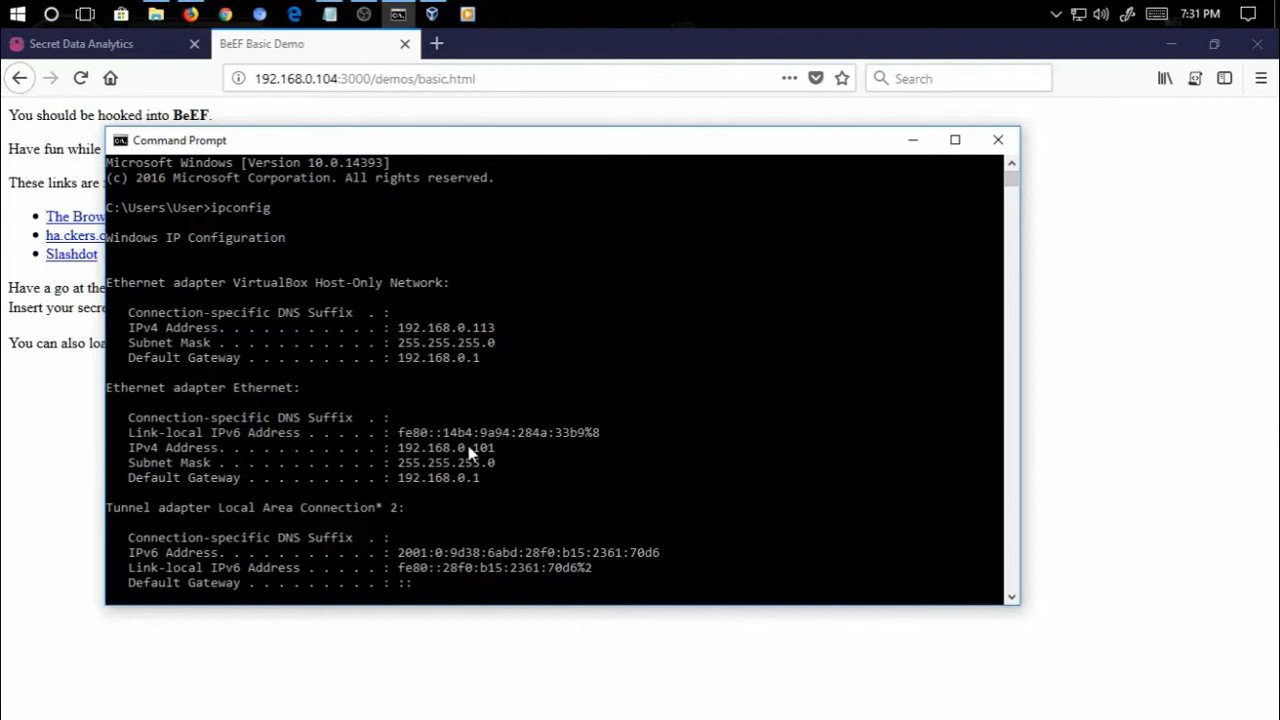 7:31 PM
Secret Data Analytics
BeEF Basic Demo
192.168.0.104:3000/demos/basic.html
Search
You should be hooked into BeEF.
Have fun while
These links are
The Brow
ha.ckers.o
Slashdot
Have a go at the
Insert your secre
You can also loa
Command Prompt
Microsoft Windows [Version 10.0.14393]
(c) 2016 Microsoft Corporation. All rights reserved.
C:\Users\User>ipconfig
Windows IP Configuration
Ethernet adapter VirtualBox Host-Only Network:
Connection-specific DNS Suffix . :
IPv4 Address. . . . . . . . . . . : 192.168.0.113
Subnet Mask . . . . . . . . . . . : 255.255.255.0
Default Gateway . . . . . . . . . : 192.168.0.1
Ethernet adapter Ethernet:
Connection-specific DNS Suffix . :
Link-local IPv6 Address . . . . . : fe80::14b4:9a94:284a:33b9%8
IPv4 Address. . . . . . . . . . . : 192.168.0.101
Subnet Mask . . . . . . . . . . . : 255.255.255.0
Default Gateway . . . . . . . . . : 192.168.0.1
Tunnel adapter Local Area Connection* 2:
Connection-specific DNS Suffix . :
IPv6 Address. . . . . . . . . . . : 2001:0:9d38:6abd:28f0:b15:2361:70d6
Link-local IPv6 Address . . . . . : fe80::28f0:b15:2361:70d6%2
Default Gateway . . . . . . . . . : ::